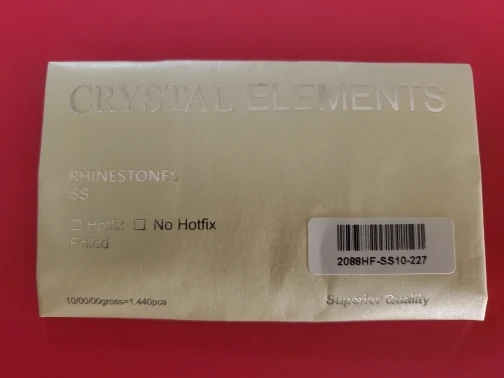 CRYSTAL ELEMENTS
RHINESTONES
SS
☐ Hotfix ☐ No Hotfix
Foiled
2088HF-SS10-227
10/00/00gross=1.440pcs
Superior Quality